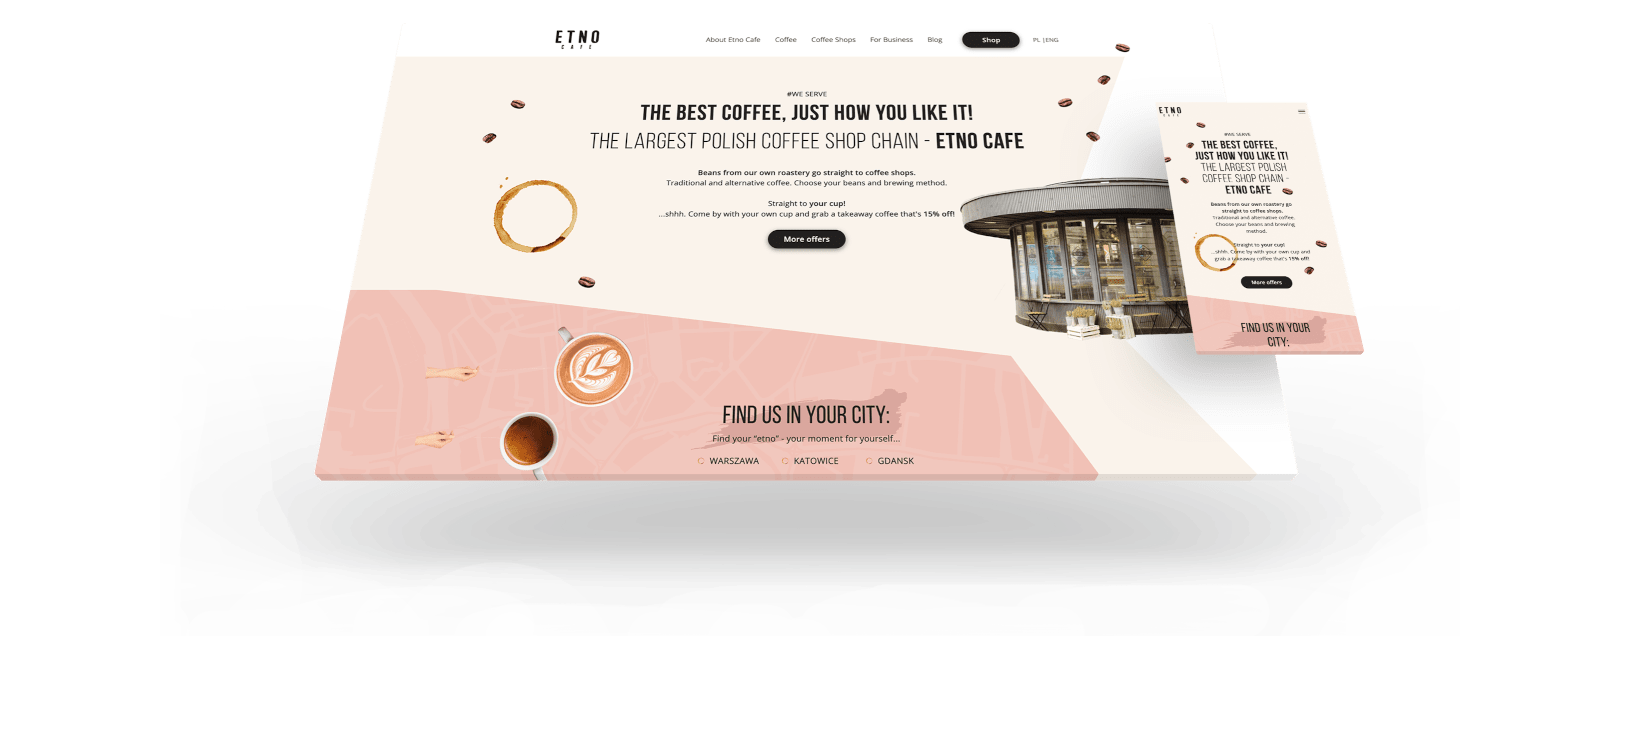 ETNO
CAFE
About Etno Cafe Coffee Coffee Shops For Business Blog Shop PL |ENG
#WE SERVE
THE BEST COFFEE, JUST HOW YOU LIKE IT!
THE LARGEST POLISH COFFEE SHOP CHAIN - ETNO CAFE
Beans from our own roastery go straight to coffee shops.
Traditional and alternative coffee. Choose your beans and brewing method.
Straight to your cup!
...shhh. Come by with your own cup and grab a takeaway coffee that's 15% off!
More offers
FIND US IN YOUR CITY:
Find your "etno" - your moment for yourself...
WARSZAWA KATOWICE GDANSK
ETNO
CAFE
#WE SERVE
THE BEST COFFEE,
JUST HOW YOU LIKE IT!
THE LARGEST POLISH
COFFEE SHOP CHAIN -
ETNO CAFE
Beans from our own roastery go
straight to coffee shops.
Traditional and alternative coffee.
Choose your beans and brewing
method.
Straight to your cup!
...shhh. Come by with your own cup and
grab a takeaway coffee that's 15% off!
More offers
FIND US IN YOUR
CITY: